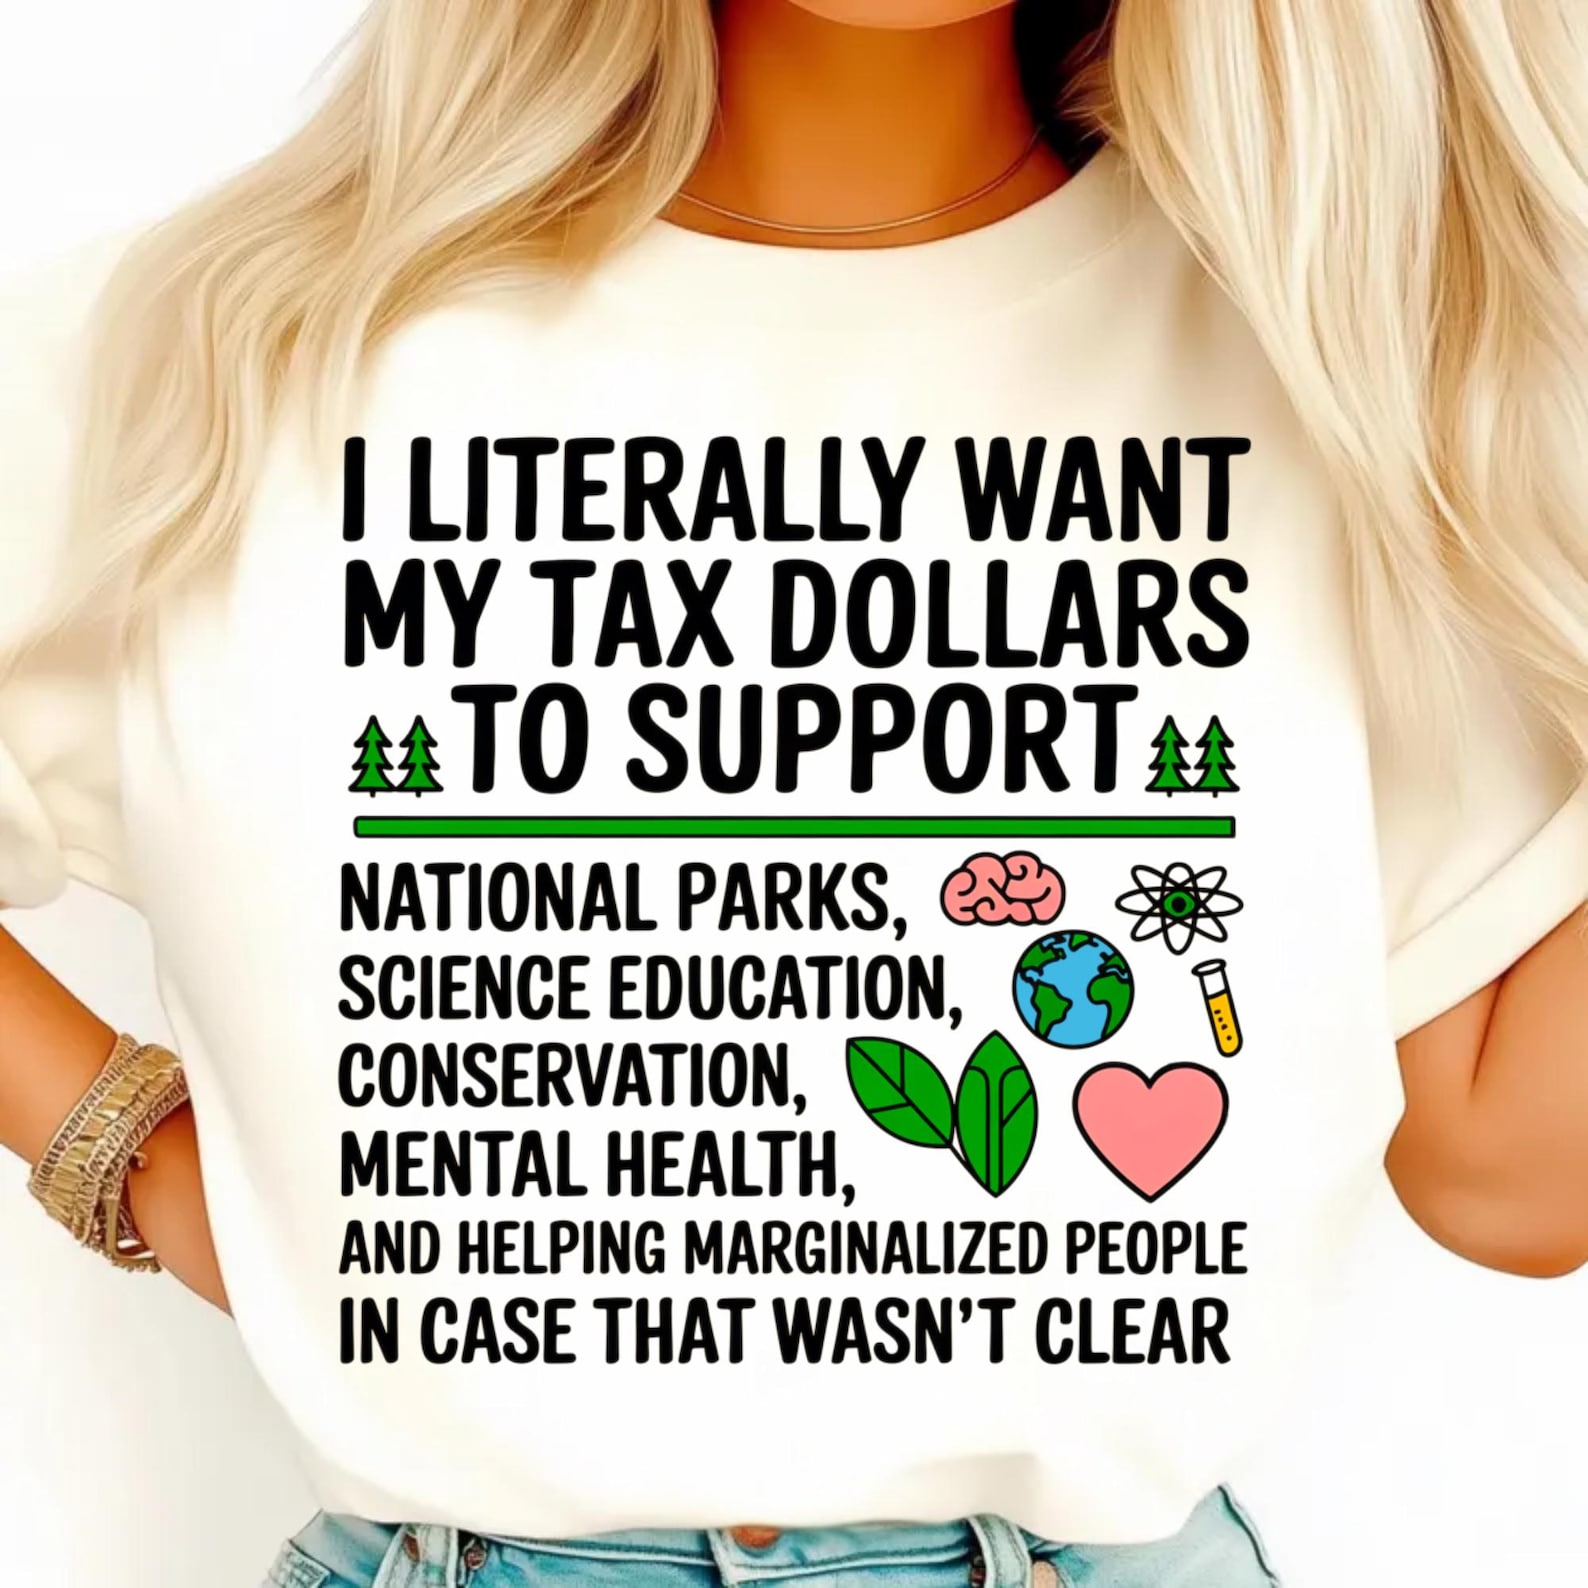 I LITERALLY WANT
MY TAX DOLLARS
TO SUPPORT
NATIONAL PARKS,
SCIENCE EDUCATION,
CONSERVATION,
MENTAL HEALTH,
AND HELPING MARGINALIZED PEOPLE
IN CASE THAT WASN'T CLEAR